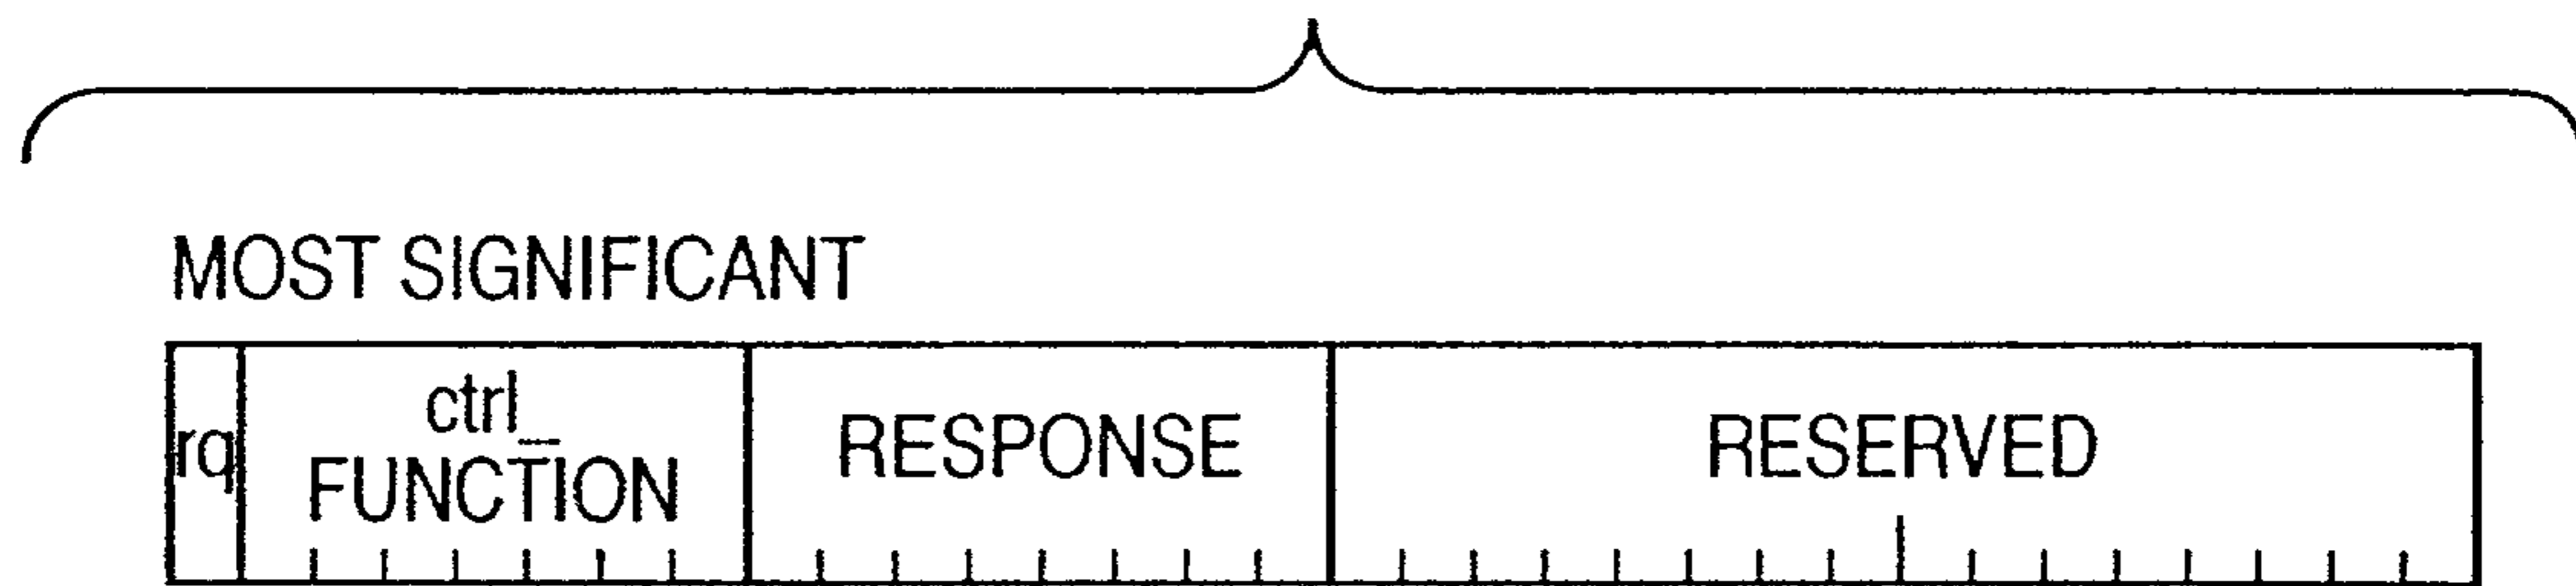 MOST SIGNIFICANT
rq
ctrl_
FUNCTION
RESPONSE
RESERVED